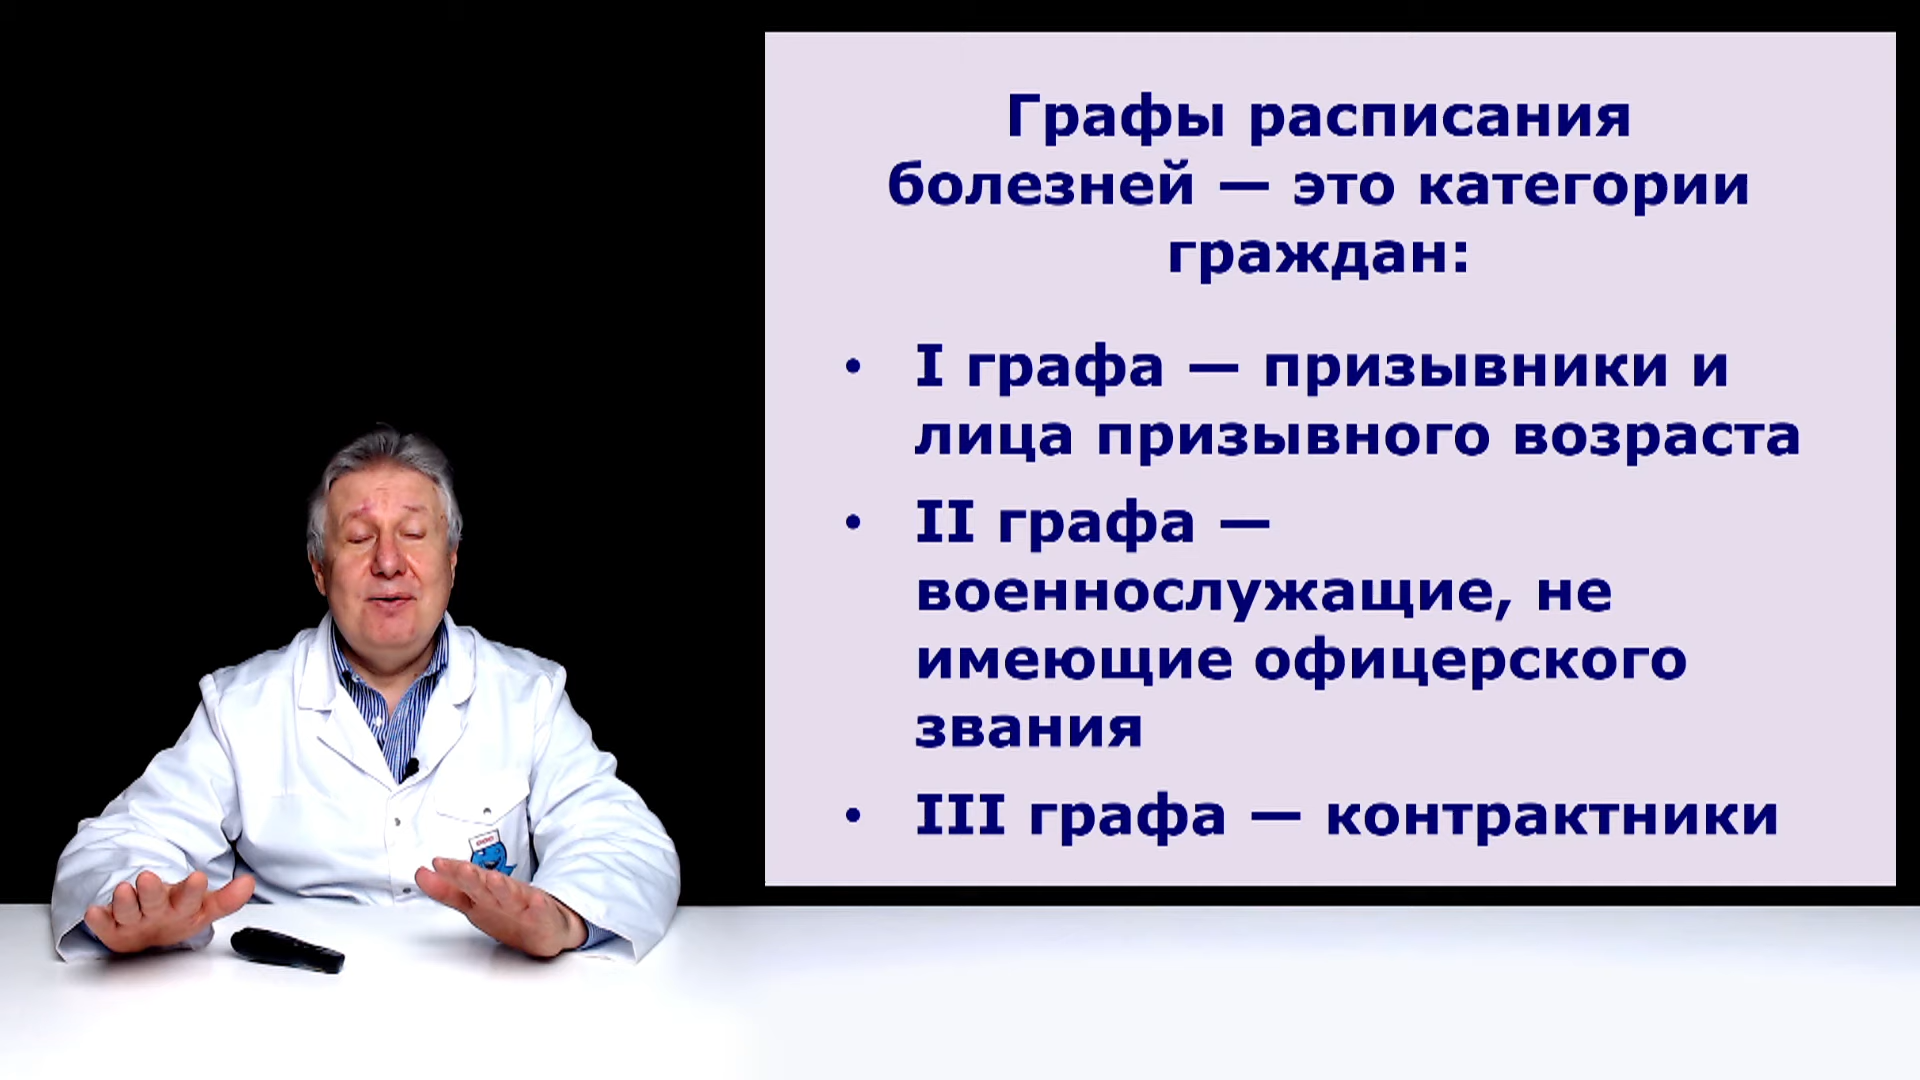 Графы расписания
болезней — это категории
граждан:
• I графа — призывники и
лица призывного возраста
• II графа —
военнослужащие, не
имеющие офицерского
звания
• III графа — контрактники